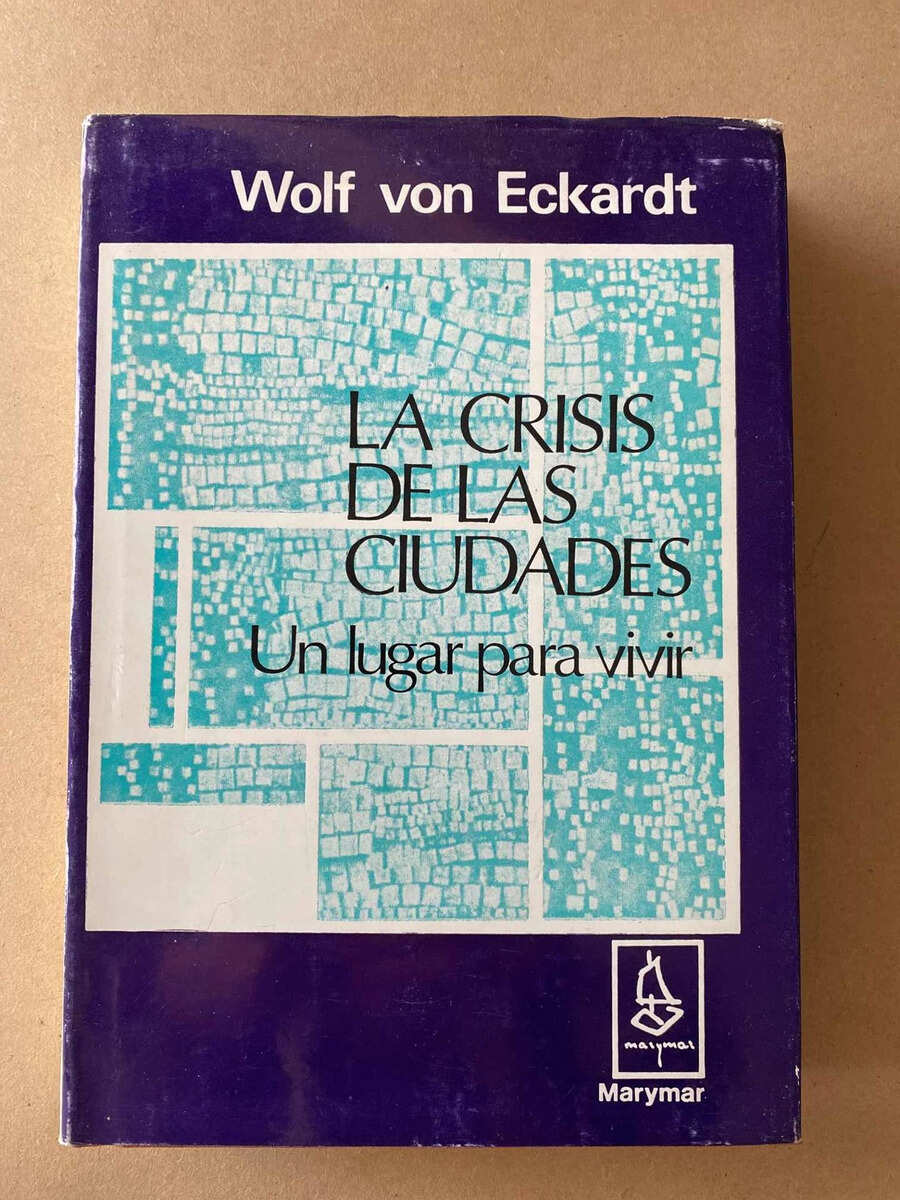 Wolf von Eckardt
LA CRISIS
DE LAS
CIUDADES
Un lugar para vivir
marymar
Marymar